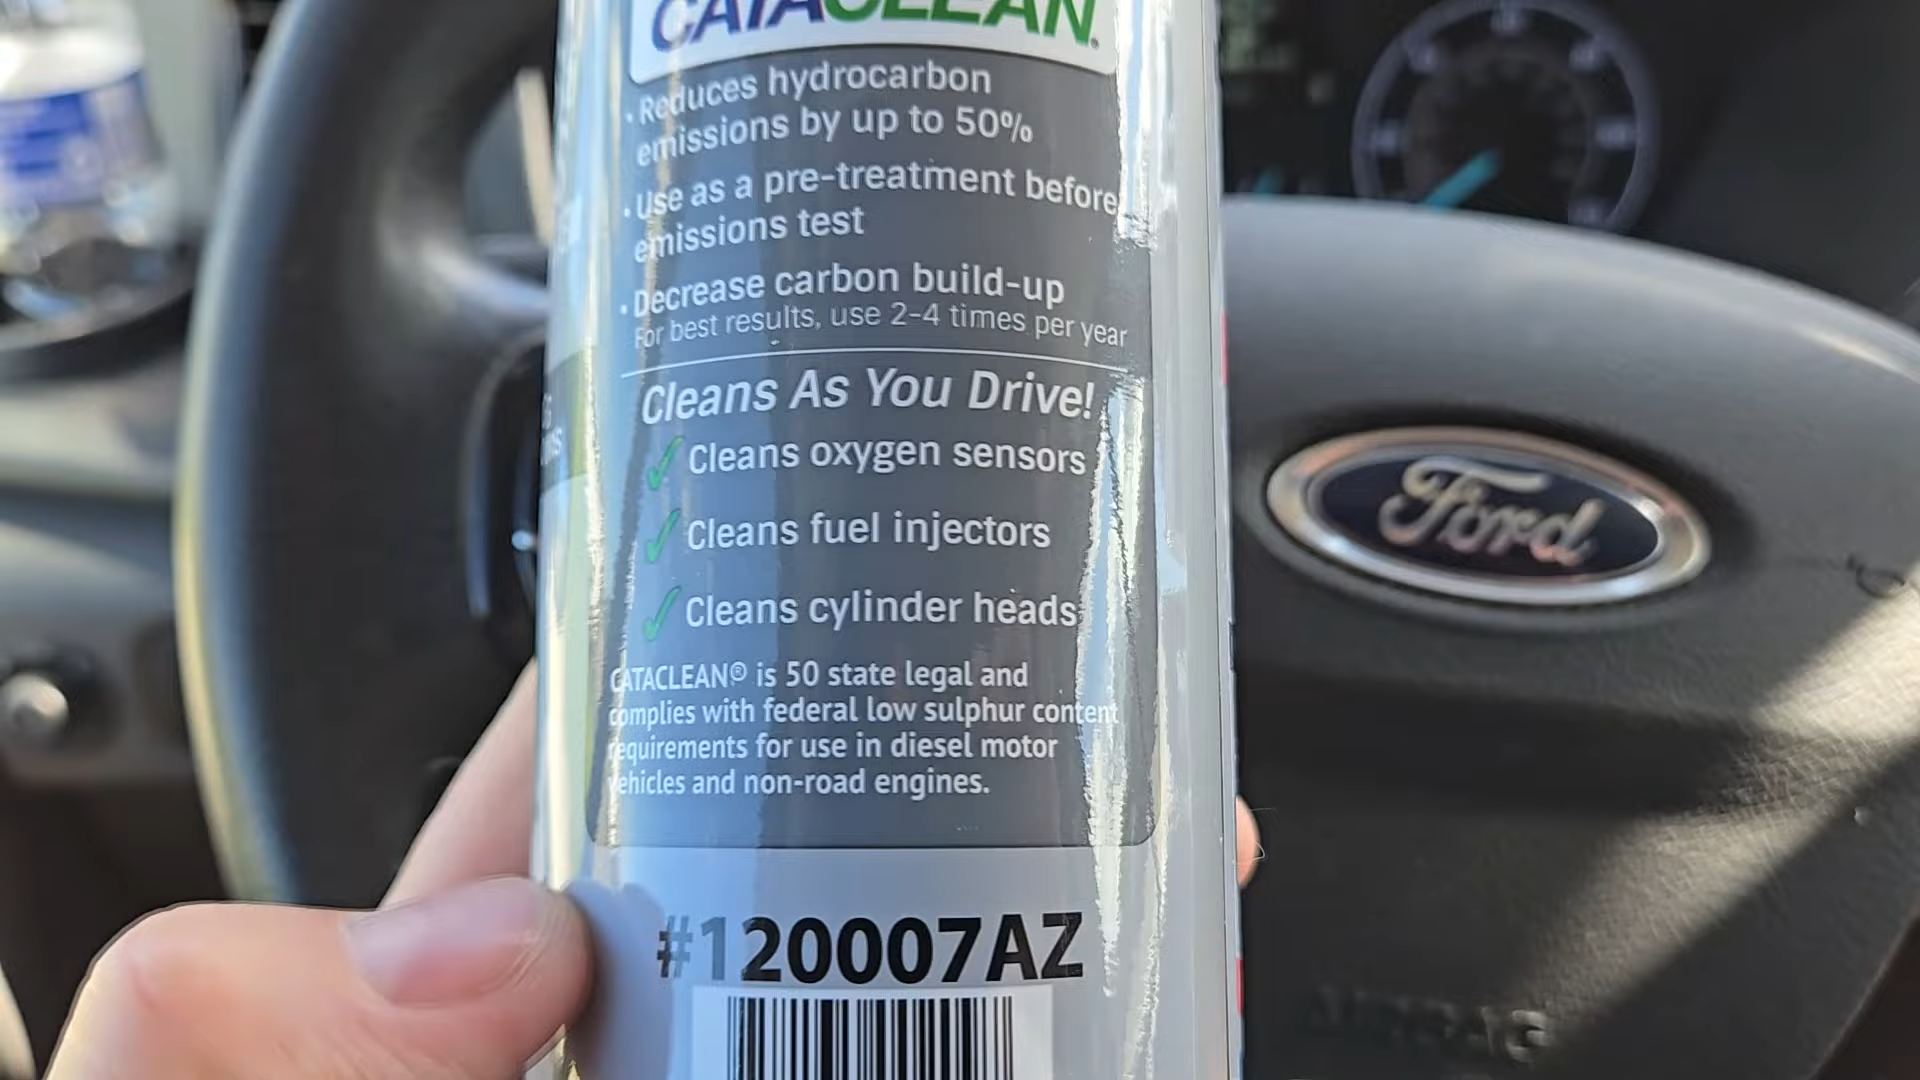 CATACLEAN®
· Reduces hydrocarbon
emissions by up to 50%
· Use as a pre-treatment before
emissions test
· Decrease carbon build-up
For best results, use 2-4 times per year
Cleans As You Drive!
✓ Cleans oxygen sensors
✓ Cleans fuel injectors
✓ Cleans cylinder heads
CATACLEAN® is 50 state legal and
complies with federal low sulphur content
requirements for use in diesel motor
vehicles and non-road engines.
#120007AZ
Ford
AIRBAG